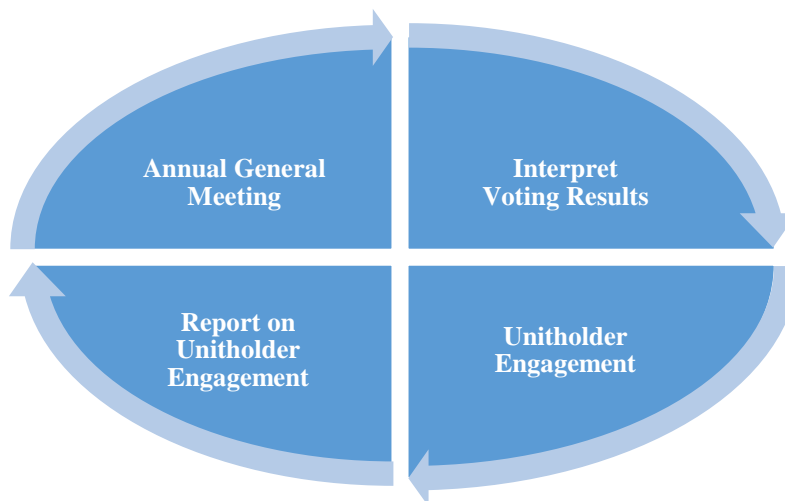 Annual General
Meeting
Interpret
Voting Results
Report on
Unitholder
Engagement
Unitholder
Engagement